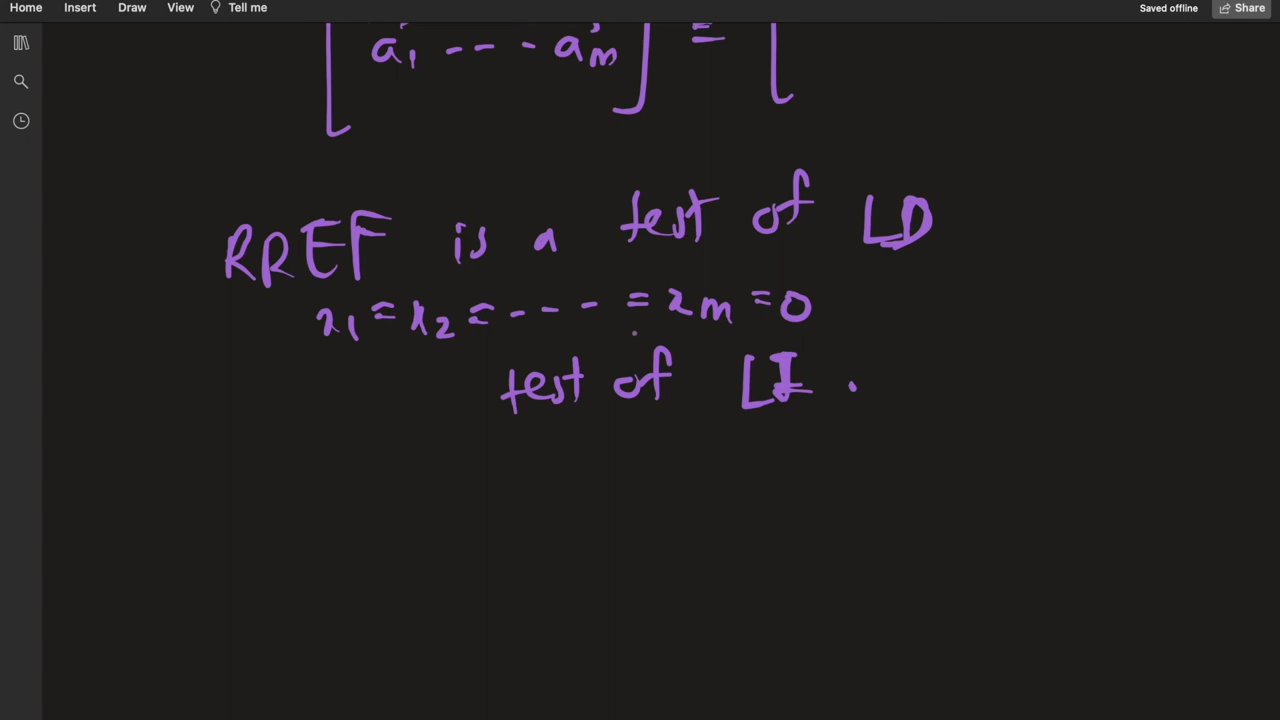 Home Insert Draw View Tell me Saved offline Share
[ a1 --- - am ] = [
RREF is a test of LD
x1 = x2 = - - - - = xm = 0
test of LI .